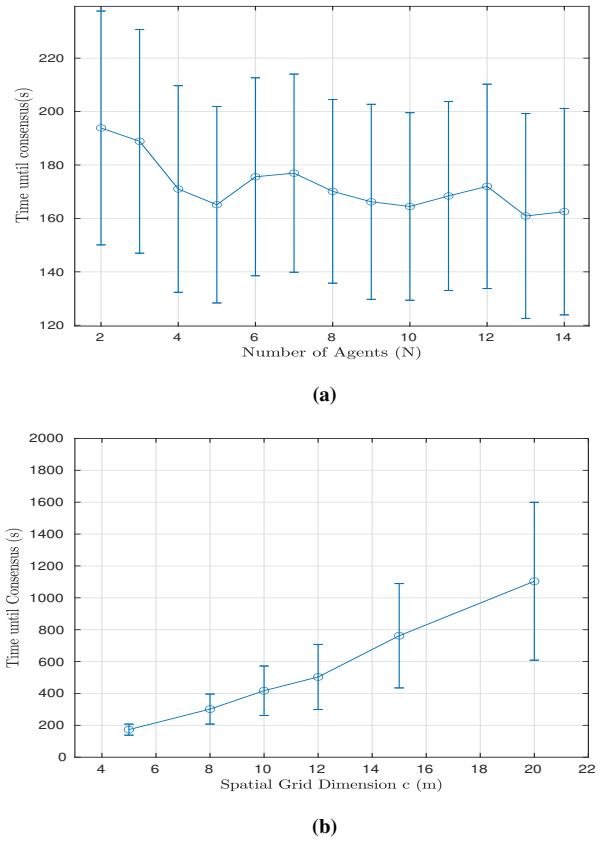 220
200
180
160
140
120
Time until consensus(s)
2 4 6 8 10 12 14
Number of Agents (N)
(a)
2000
1800
1600
1400
1200
1000
800
600
400
200
0
Time until Consensus (s)
4 6 8 10 12 14 16 18 20 22
Spatial Grid Dimension c (m)
(b)